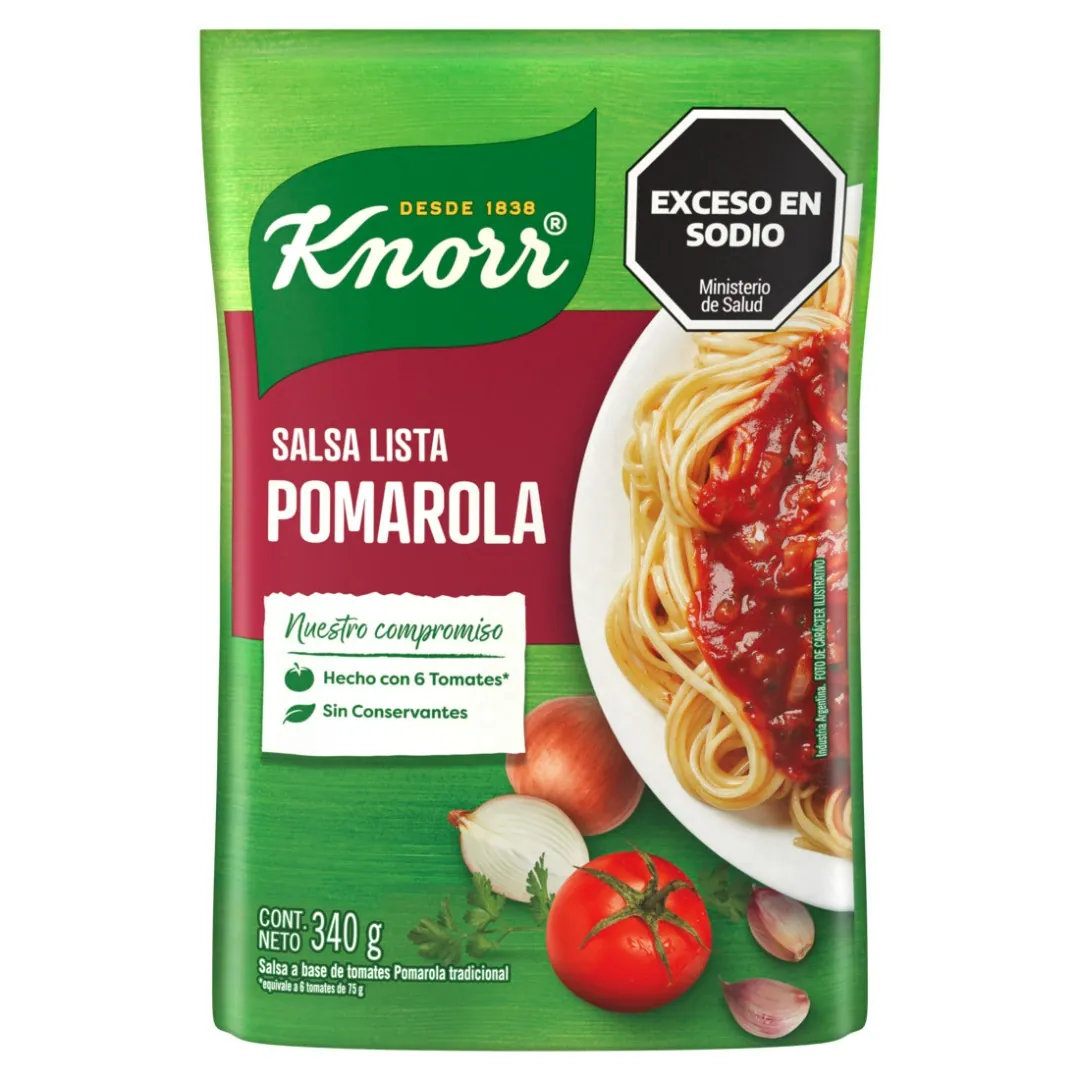 DESDE 1838
Knorr®
EXCESO EN
SODIO
Ministerio
de Salud
SALSA LISTA
POMAROLA
Nuestro compromiso
Hecho con 6 Tomates*
Sin Conservantes
Industria Argentina. FOTO DE CARÁCTER ILUSTRATIVO
CONT.
NETO 340 g
Salsa a base de tomates Pomarola tradicional
*equivale a 6 tomates de 75 g